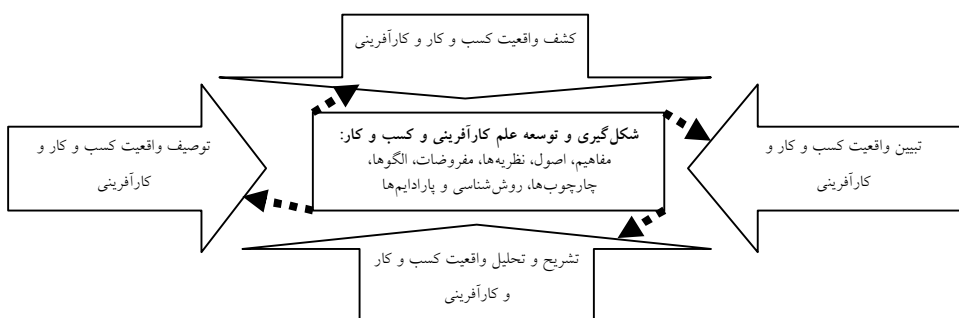 کشف واقعیت کسب و کار و کارآفرینی
تبیین واقعیت کسب و کار و
کارآفرینی
شکل‌گیری و توسعه علم کارآفرینی و کسب و کار:
مفاهیم، اصول، نظریه‌ها، مفروضات، الگوها،
چارچوب‌ها، روش‌شناسی و پارادایم‌ها
توصیف واقعیت کسب و کار و
کارآفرینی
تشریح و تحلیل واقعیت کسب و کار
و کارآفرینی